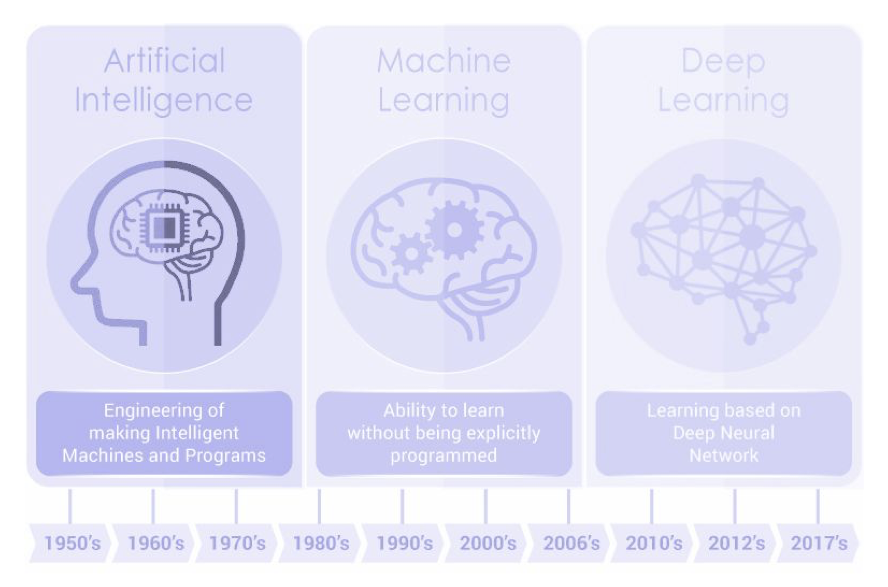 Artificial
Intelligence
Machine
Learning
Deep
Learning
Engineering of
making Intelligent
Machines and Programs
Ability to learn
without being explicitly
programmed
Learning based on
Deep Neural
Network
1950's 1960's 1970's 1980's 1990's 2000's 2006's 2010's 2012's 2017's